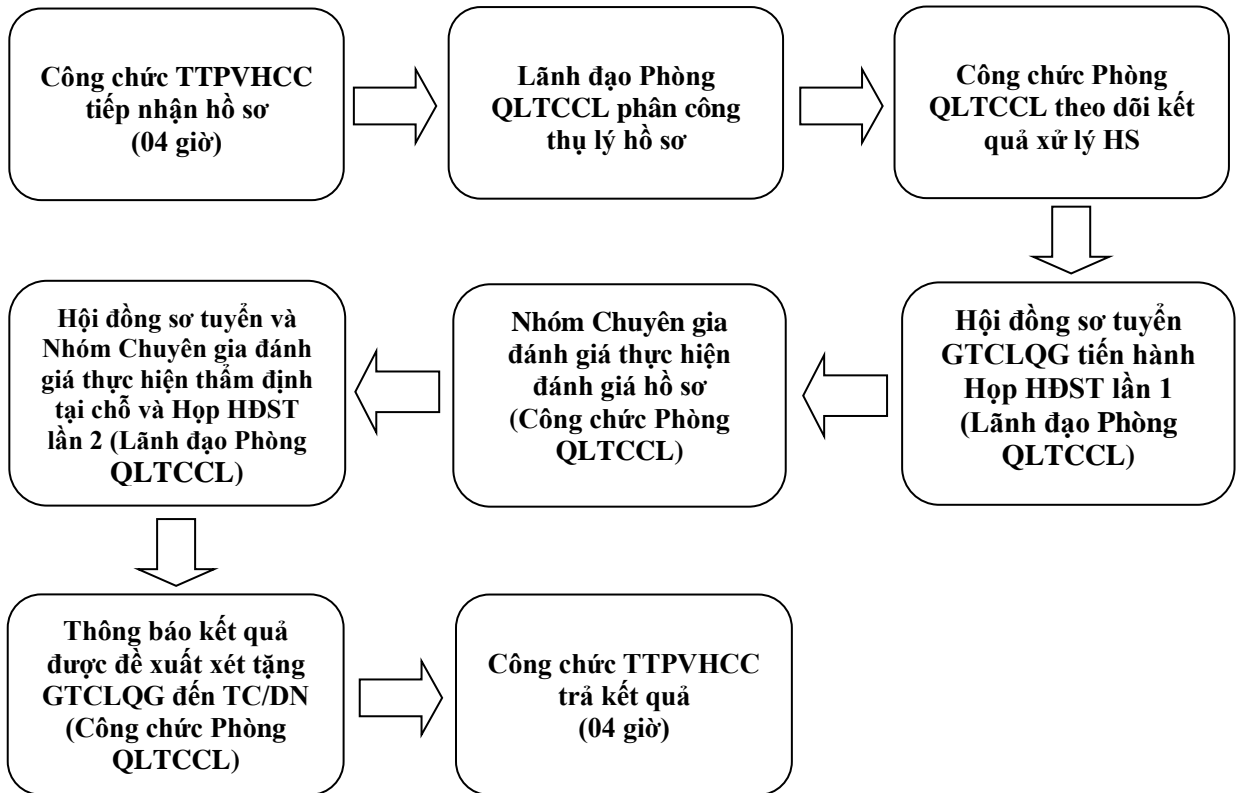 Công chức TTPVHCC
tiếp nhận hồ sơ
(04 giờ)
Lãnh đạo Phòng
QLTCCL phân công
thụ lý hồ sơ
Công chức Phòng
QLTCCL theo dõi kết
quả xử lý HS
Hội đồng sơ tuyển
GTCLQG tiến hành
Họp HĐST lần 1
(Lãnh đạo Phòng
QLTCCL)
Nhóm Chuyên gia
đánh giá thực hiện
đánh giá hồ sơ
(Công chức Phòng
QLTCCL)
Hội đồng sơ tuyển và
Nhóm Chuyên gia đánh
giá thực hiện thẩm định
tại chỗ và Họp HĐST
lần 2 (Lãnh đạo Phòng
QLTCCL)
Thông báo kết quả
được đề xuất xét tặng
GTCLQG đến TC/DN
(Công chức Phòng
QLTCCL)
Công chức TTPVHCC
trả kết quả
(04 giờ)